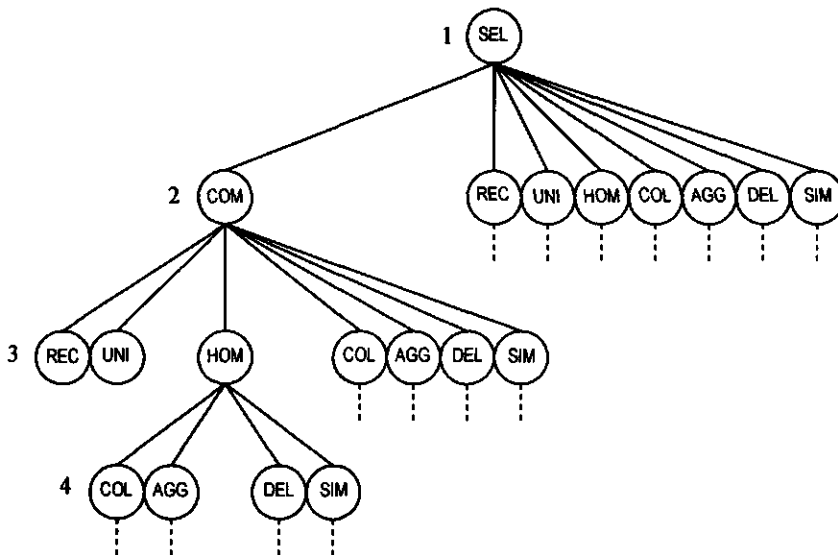 1 SEL
2 COM REC UNI HOM COL AGG DEL SIM
3 REC UNI HOM COL AGG DEL SIM
4 COL AGG DEL SIM